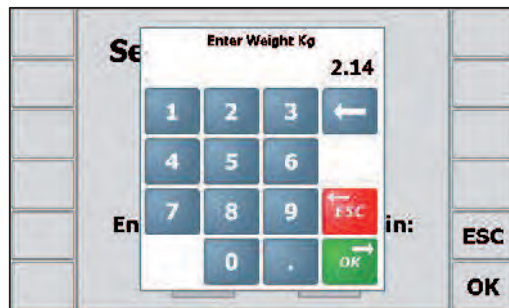 Se
Enter Weight Kg
2.14
1 2 3
4 5 6
7 8 9 ESC
0 . OK
En
in:
ESC
OK